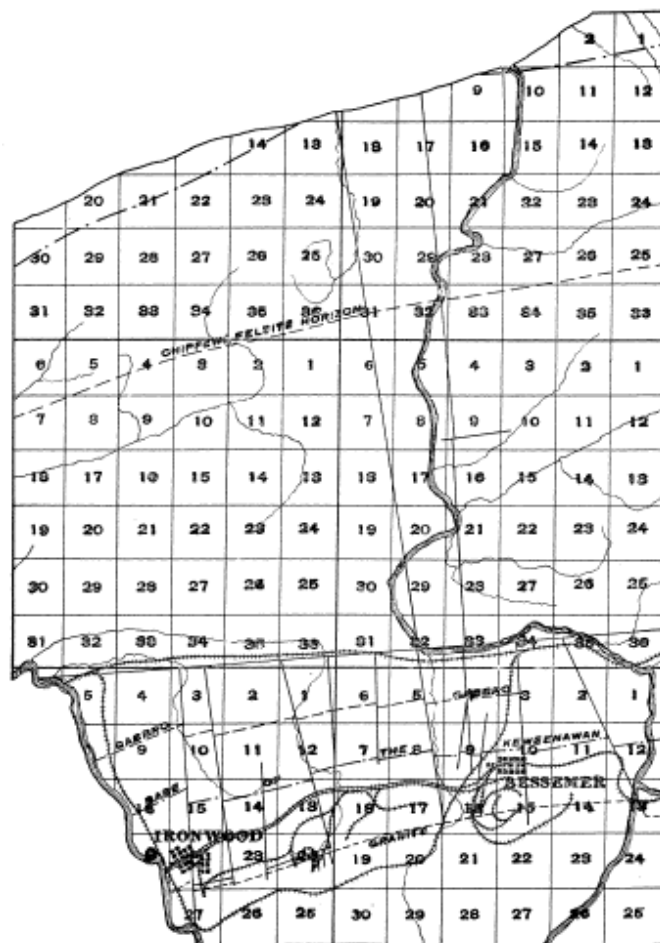 2 1
9 10 11 12
14 13 18 17 16 15 14 13
20 21 22 23 24 19 20 21 22 23 24
30 29 28 27 26 25 30 29 28 27 26 25
31 32 33 34 35 36 31 32 33 34 35 33
CHIPPEWA FELSITE HORIZON
6 5 4 3 2 1 6 5 4 3 2 1
7 8 9 10 11 12 7 8 9 10 11 12
18 17 16 15 14 13 13 17 16 15 14 13
19 20 21 22 23 24 19 20 21 22 23 24
30 29 28 27 26 25 30 29 28 27 26 25
31 32 33 34 35 33 31 32 33 34 35 36
5 4 3 2 1 6 5 3 2 1
GABBRO GABBRO
9 10 11 12 7 8 9 10 11 12
BASE OF THE KEWEENAWAN
BESSEMER
16 15 14 13 18 17 16 15 14 13
IRONWOOD GRANITE
23 24 19 20 21 22 23 24
27 26 25 30 29 28 27 26 25